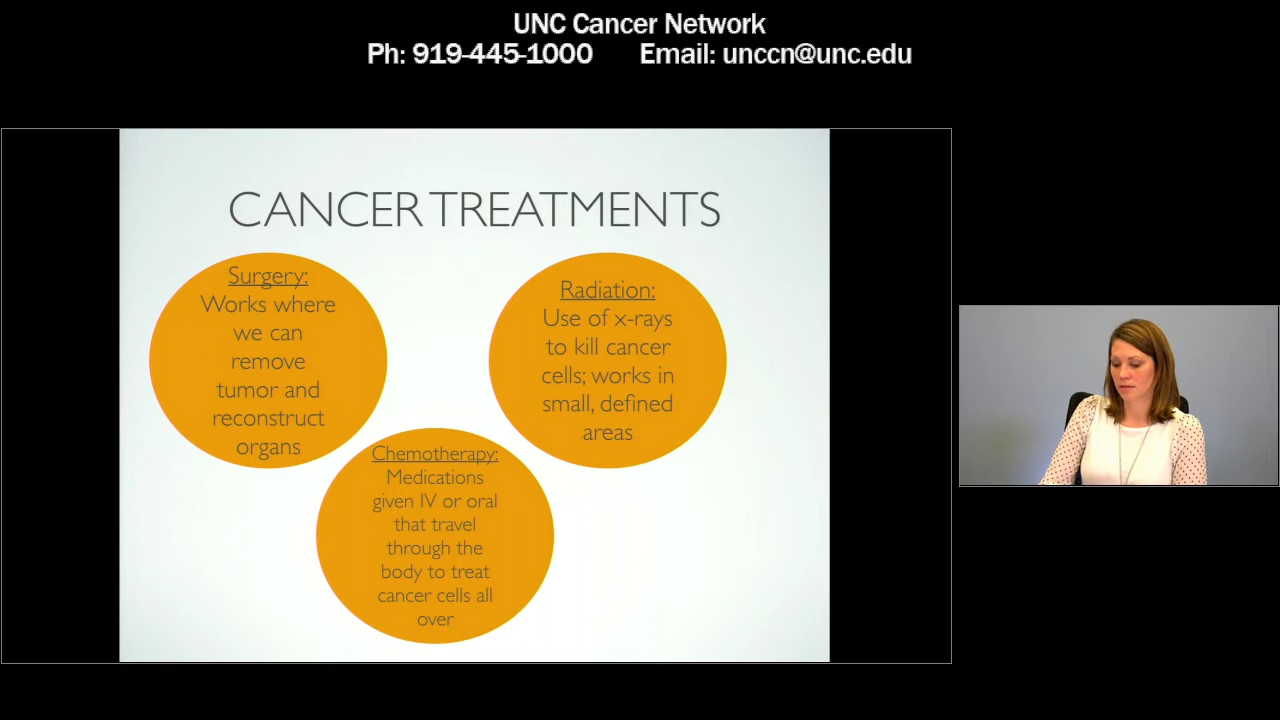 UNC Cancer Network
Ph: 919-445-1000 Email: unccn@unc.edu
CANCER TREATMENTS
Surgery:
Works where
we can
remove
tumor and
reconstruct
organs
Radiation:
Use of x-rays
to kill cancer
cells; works in
small, defined
areas
Chemotherapy:
Medications
given IV or oral
that travel
through the
body to treat
cancer cells all
over